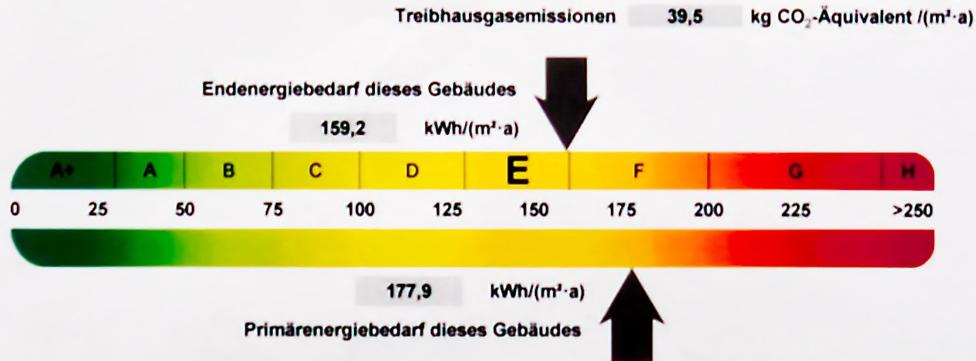 Treibhausgasemissionen 39,5 kg CO₂-Äquivalent /(m²·a)
Endenergiebedarf dieses Gebäudes
159,2 kWh/(m²·a)
A+ A B C D E F G H
0 25 50 75 100 125 150 175 200 225 >250
177,9 kWh/(m²·a)
Primärenergiebedarf dieses Gebäudes